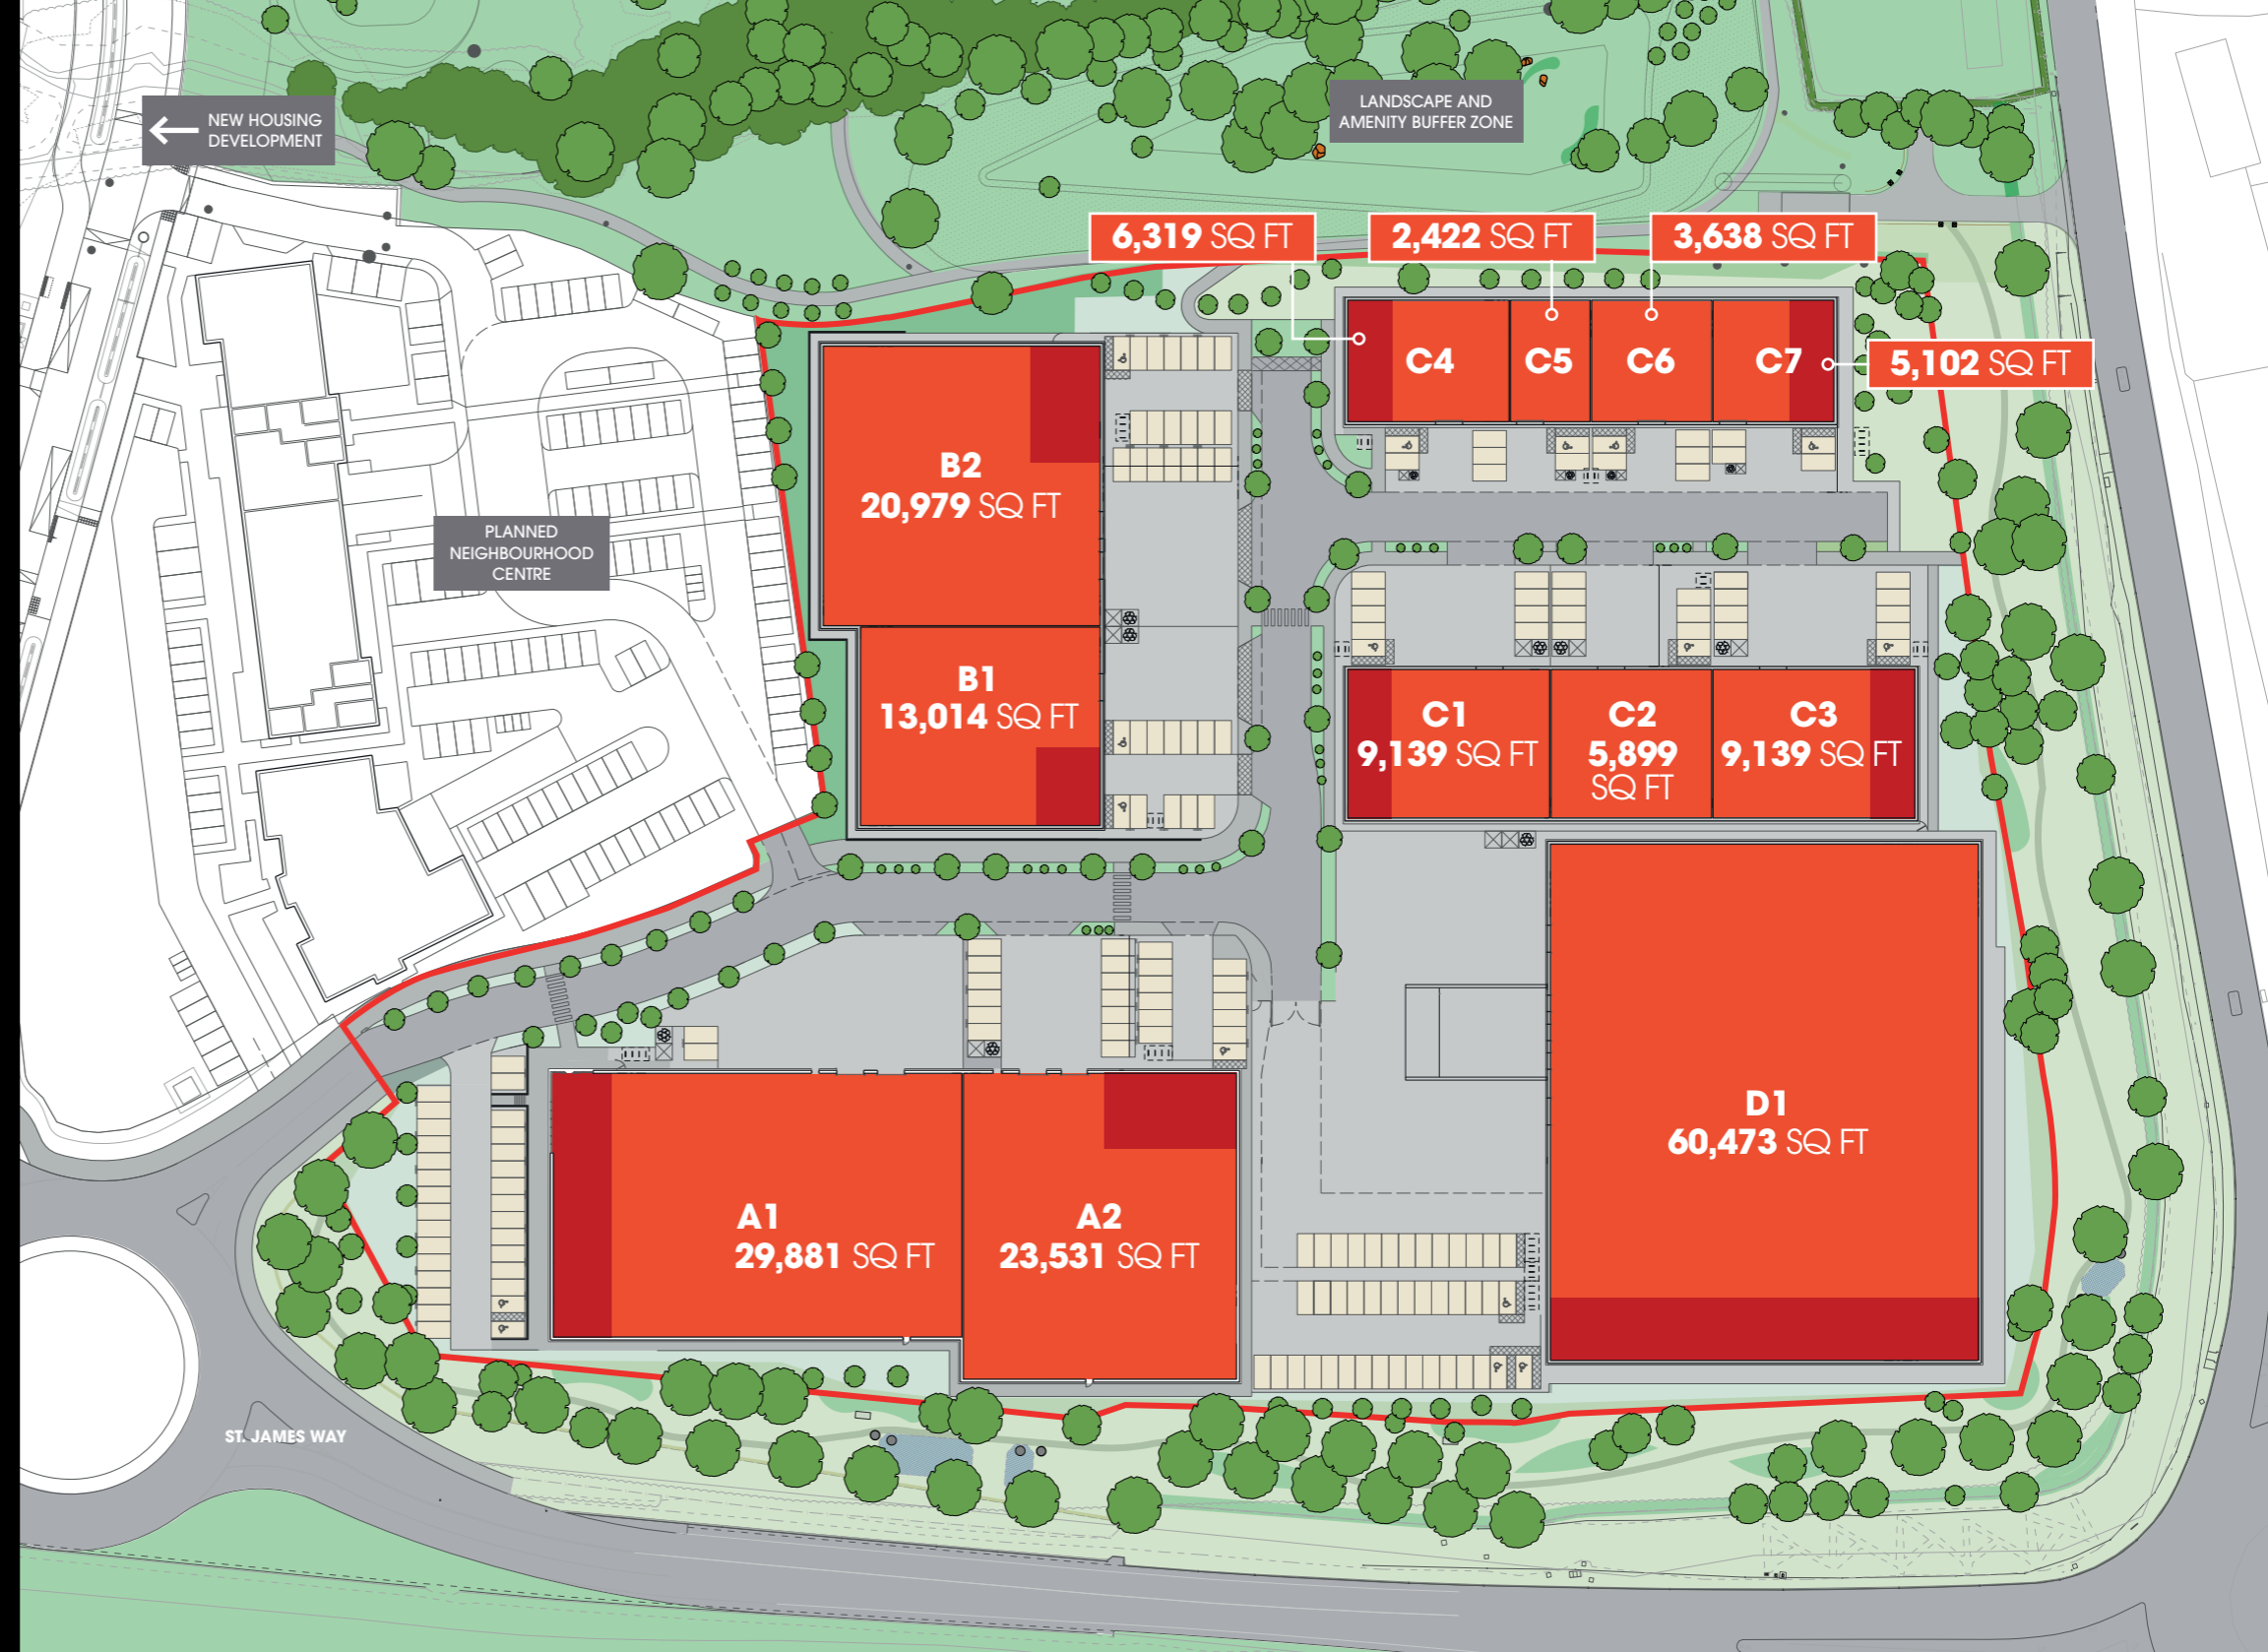 NEW HOUSING
DEVELOPMENT
LANDSCAPE AND
AMENITY BUFFER ZONE
6,319 SQ FT
2,422 SQ FT
3,638 SQ FT
C4
C5
C6
C7
5,102 SQ FT
B2
20,979 SQ FT
PLANNED
NEIGHBOURHOOD
CENTRE
B1
13,014 SQ FT
C1
9,139 SQ FT
C2
5,899
SQ FT
C3
9,139 SQ FT
D1
60,473 SQ FT
A1
29,881 SQ FT
A2
23,531 SQ FT
ST. JAMES WAY